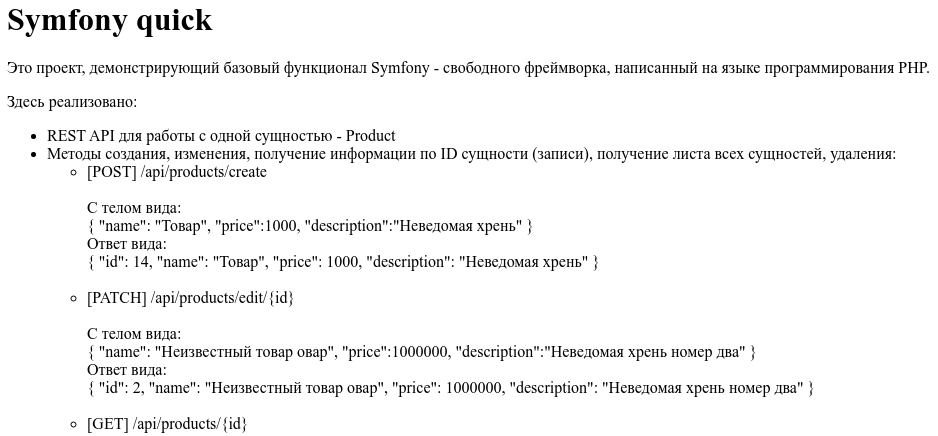 Symfony quick
Это проект, демонстрирующий базовый функционал Symfony - свободного фреймворка, написанный на языке программирования PHP.
Здесь реализовано:
REST API для работы с одной сущностью - Product
Методы создания, изменения, получение информации по ID сущности (записи), получение листа всех сущностей, удаления:
[POST] /api/products/create
С телом вида:
{ "name": "Товар", "price":1000, "description":"Неведомая хрень" }
Ответ вида:
{ "id": 14, "name": "Товар", "price": 1000, "description": "Неведомая хрень" }
[PATCH] /api/products/edit/{id}
С телом вида:
{ "name": "Неизвестный товар овар", "price":1000000, "description":"Неведомая хрень номер два" }
Ответ вида:
{ "id": 2, "name": "Неизвестный товар овар", "price": 1000000, "description": "Неведомая хрень номер два" }
[GET] /api/products/{id}